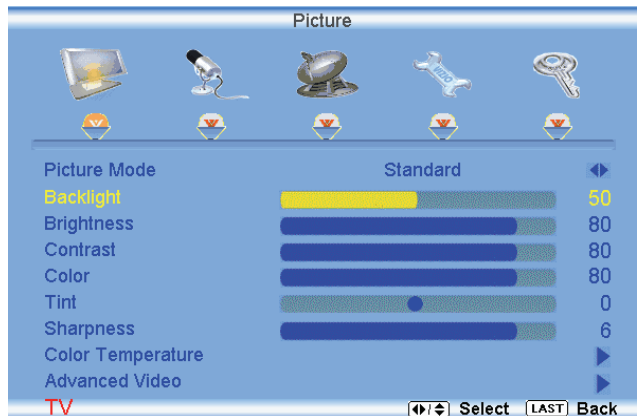 Picture
Picture Mode Standard
Backlight 50
Brightness 80
Contrast 80
Color 80
Tint 0
Sharpness 6
Color Temperature
Advanced Video
TV Select LAST Back